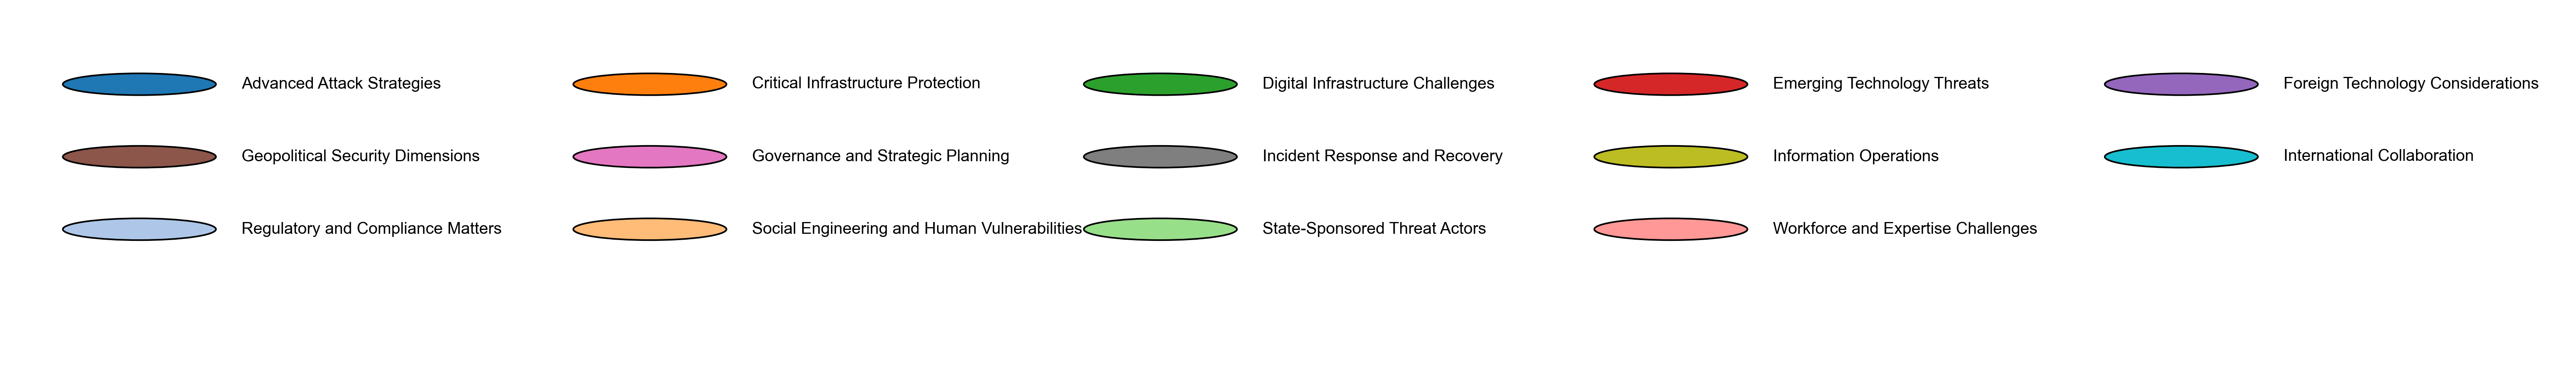 Advanced Attack Strategies
Critical Infrastructure Protection
Digital Infrastructure Challenges
Emerging Technology Threats
Foreign Technology Considerations
Geopolitical Security Dimensions
Governance and Strategic Planning
Incident Response and Recovery
Information Operations
International Collaboration
Regulatory and Compliance Matters
Social Engineering and Human Vulnerabilities
State-Sponsored Threat Actors
Workforce and Expertise Challenges